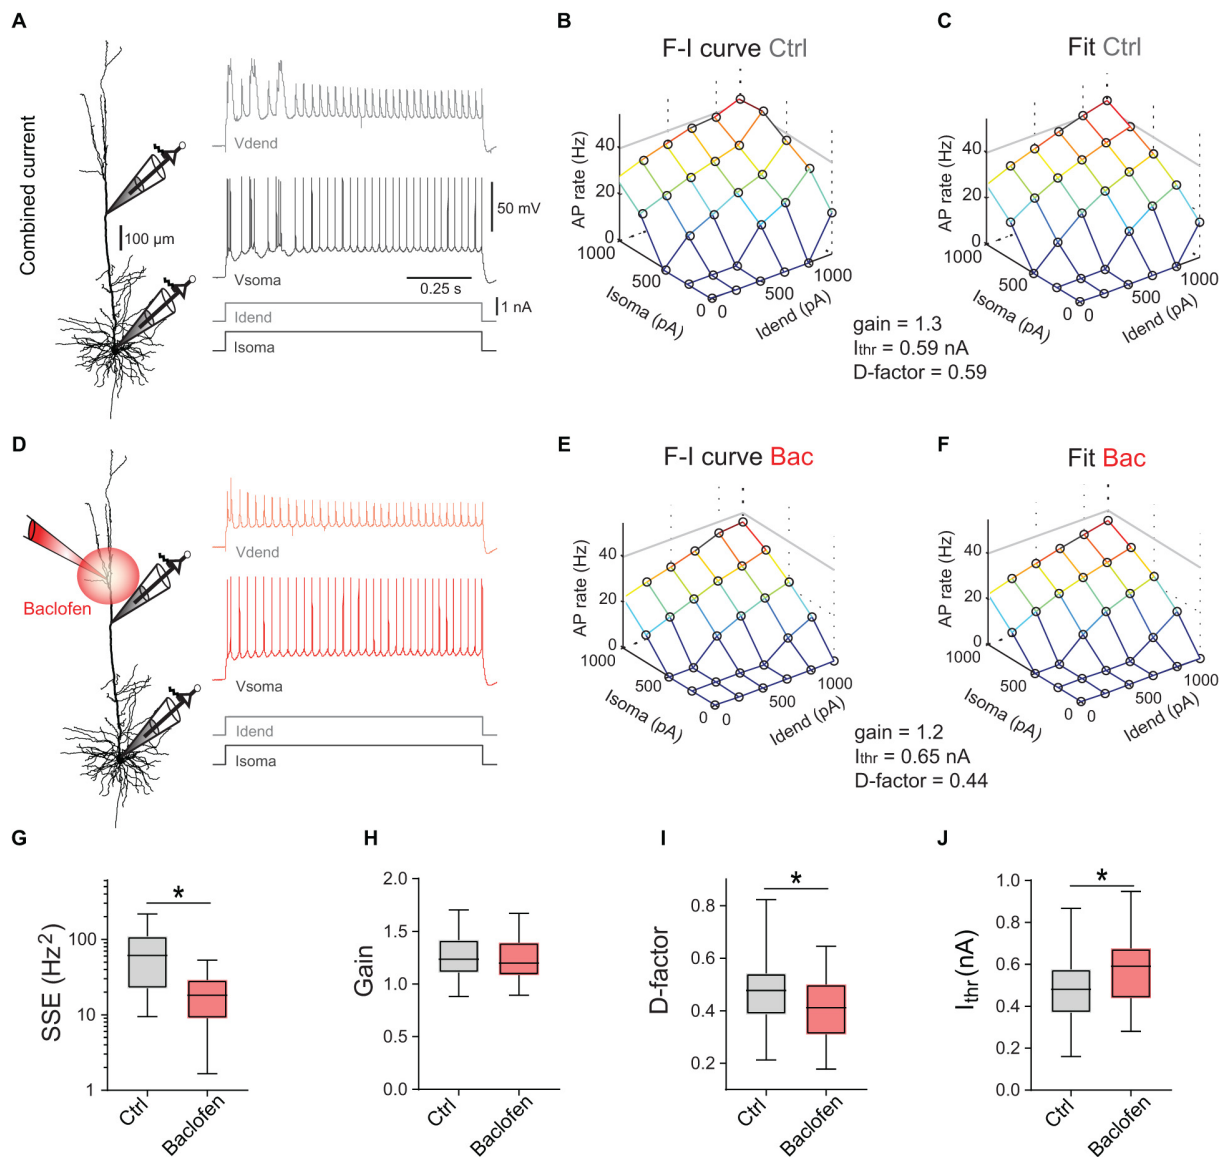 A
Combined current
100 µm
Vdend
50 mV
Vsoma
0.25 s
1 nA
Idend
Isoma
B
F-I curve Ctrl
AP rate (Hz)
40
20
0
1000
500
0
Isoma (pA)
0
500
1000
Idend (pA)
C
Fit Ctrl
AP rate (Hz)
40
20
0
1000
500
0
Isoma (pA)
0
500
1000
Idend (pA)
gain = 1.3
Ithr = 0.59 nA
D-factor = 0.59
D
Baclofen
Vdend
Vsoma
Idend
Isoma
E
F-I curve Bac
AP rate (Hz)
40
20
0
1000
500
0
Isoma (pA)
0
500
1000
Idend (pA)
F
Fit Bac
AP rate (Hz)
40
20
0
1000
500
0
Isoma (pA)
0
500
1000
Idend (pA)
gain = 1.2
Ithr = 0.65 nA
D-factor = 0.44
G
SSE (Hz2)
100
10
1
*
Ctrl
Baclofen
H
Gain
2.0
1.5
1.0
0.5
0.0
Ctrl
Baclofen
I
D-factor
0.8
0.6
0.4
0.2
*
Ctrl
Baclofen
J
Ithr (nA)
1.0
0.8
0.6
0.4
0.2
0.0
*
Ctrl
Baclofen